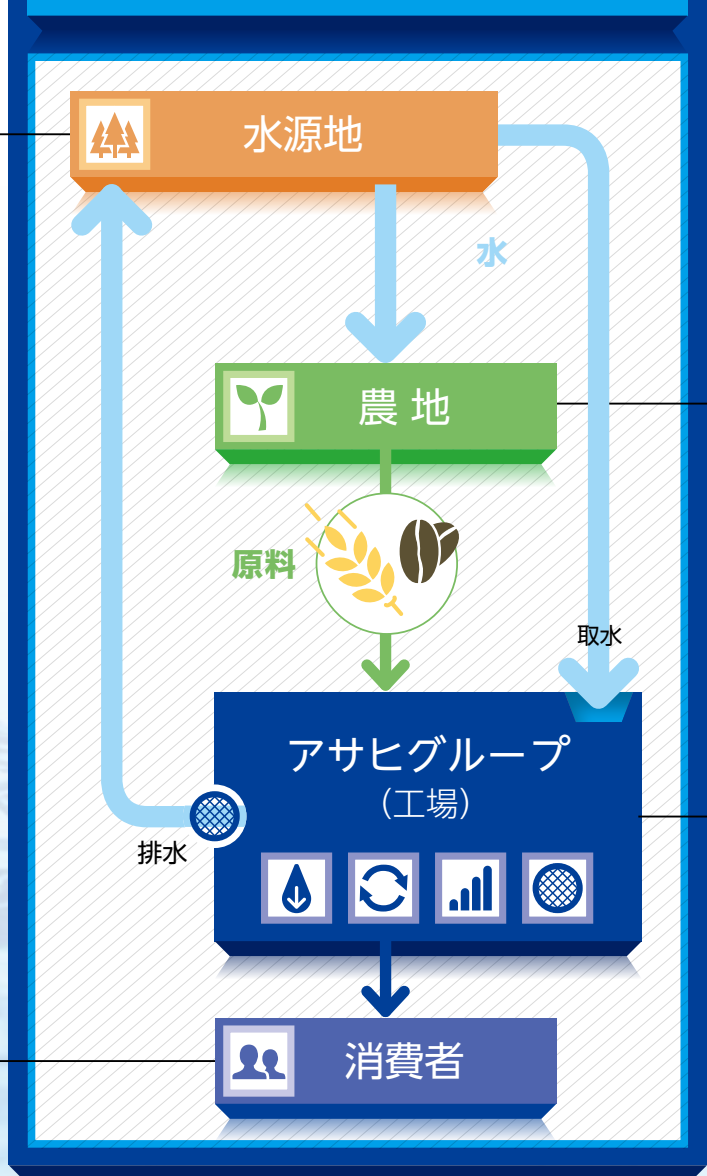 水源地
水
農地
原料
取水
アサヒグループ
（工場）
排水
消費者